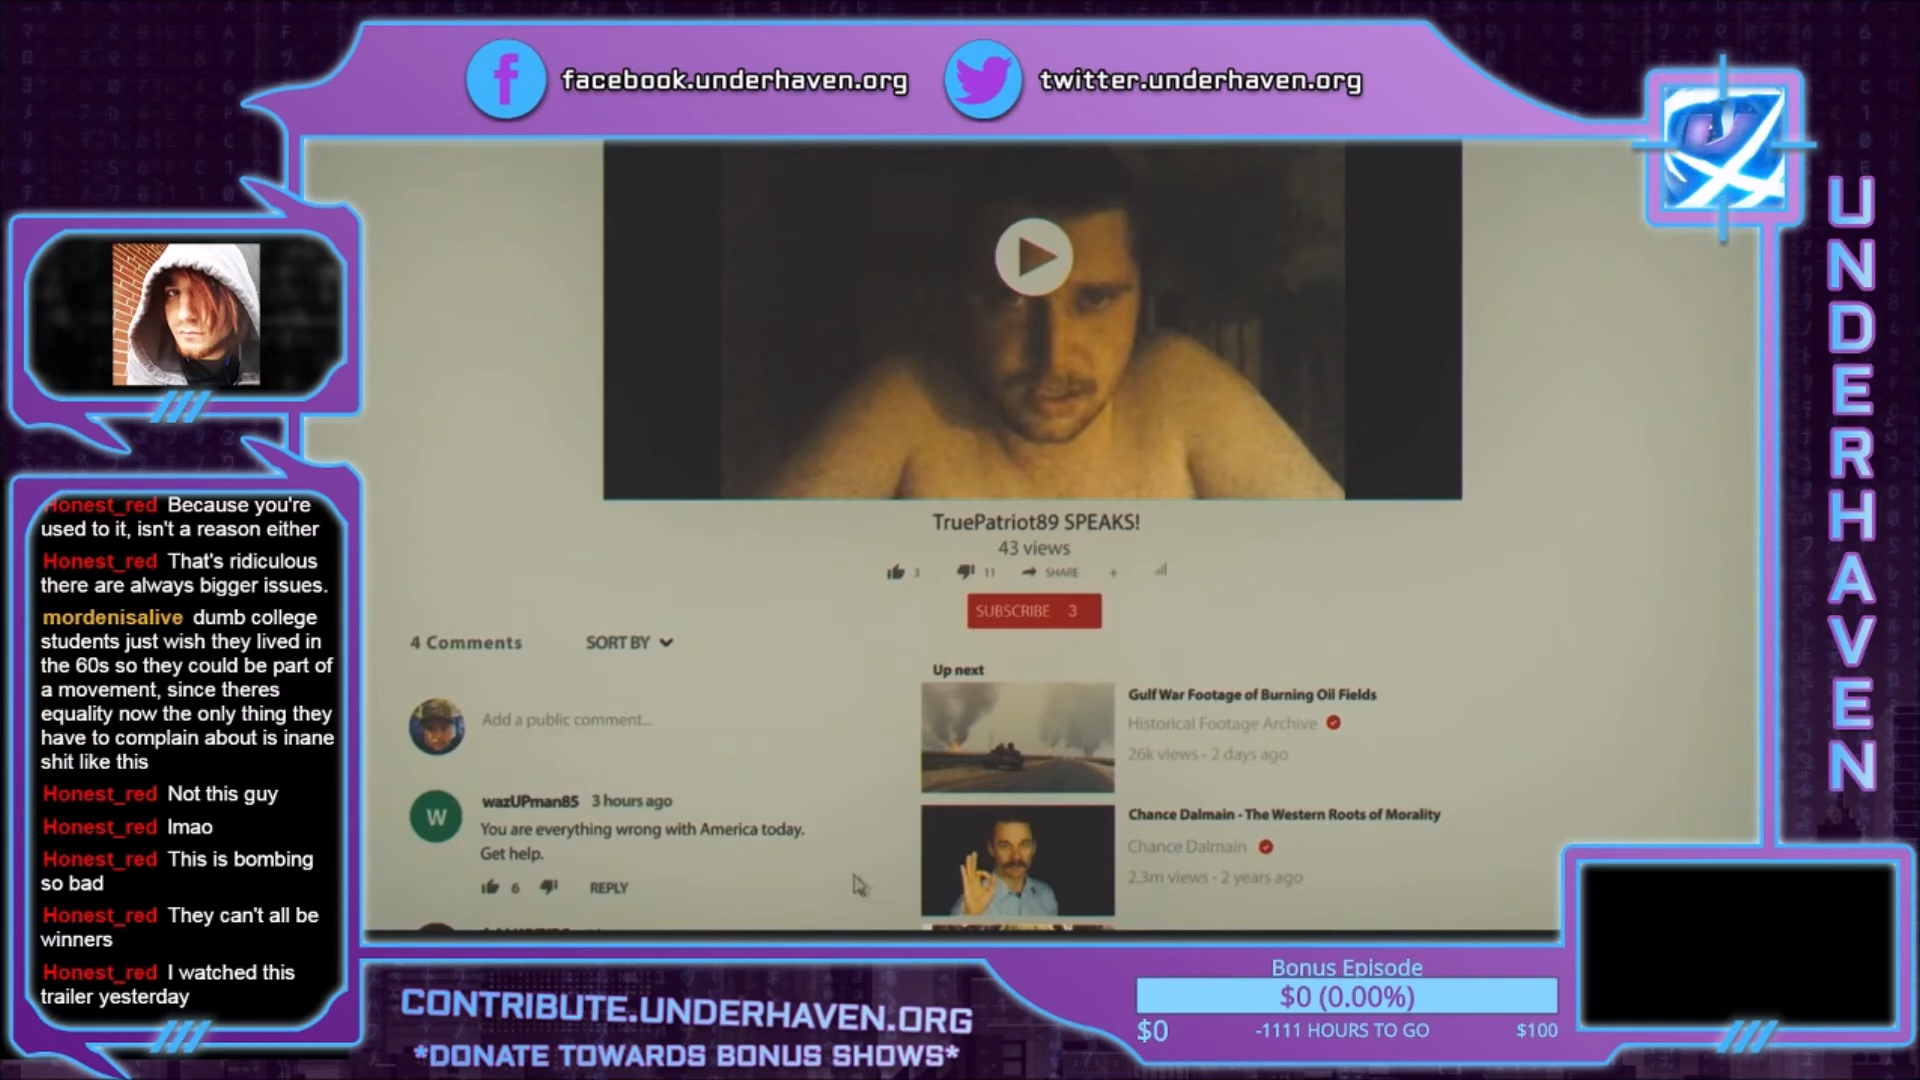 facebook.underhaven.org
twitter.underhaven.org
UNDERHAVEN
Honest_red Because you're
used to it, isn't a reason either
Honest_red That's ridiculous
there are always bigger issues.
mordenisalive dumb college
students just wish they lived in
the 60s so they could be part of
a movement, since theres
equality now the only thing they
have to complain about is inane
shit like this
Honest_red Not this guy
Honest_red lmao
Honest_red This is bombing
so bad
Honest_red They can't all be
winners
Honest_red I watched this
trailer yesterday
TruePatriot89 SPEAKS!
43 views
3 11 SHARE +
SUBSCRIBE 3
4 Comments SORT BY
Add a public comment...
W
wazUPman85 3 hours ago
You are everything wrong with America today.
Get help.
6 REPLY
Up next
Gulf War Footage of Burning Oil Fields
Historical Footage Archive
26k views - 2 days ago
Chance Dalmain - The Western Roots of Morality
Chance Dalmain
2.3m views - 2 years ago
CONTRIBUTE.UNDERHAVEN.ORG
*DONATE TOWARDS BONUS SHOWS*
Bonus Episode
$0 (0.00%)
$0 -1111 HOURS TO GO $100